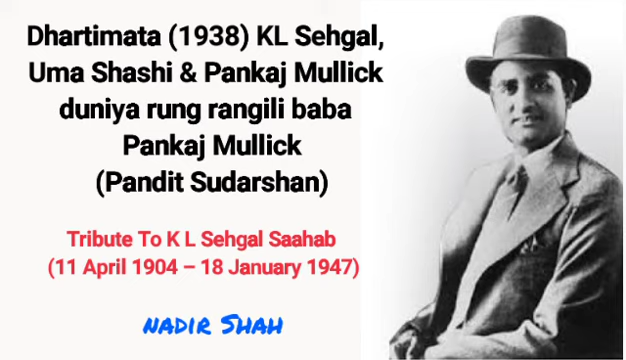 Dhartimata (1938) KL Sehgal,
Uma Shashi & Pankaj Mullick
duniya rung rangili baba
Pankaj Mullick
(Pandit Sudarshan)
Tribute To K L Sehgal Saahab
(11 April 1904 – 18 January 1947)
NADIR SHAH